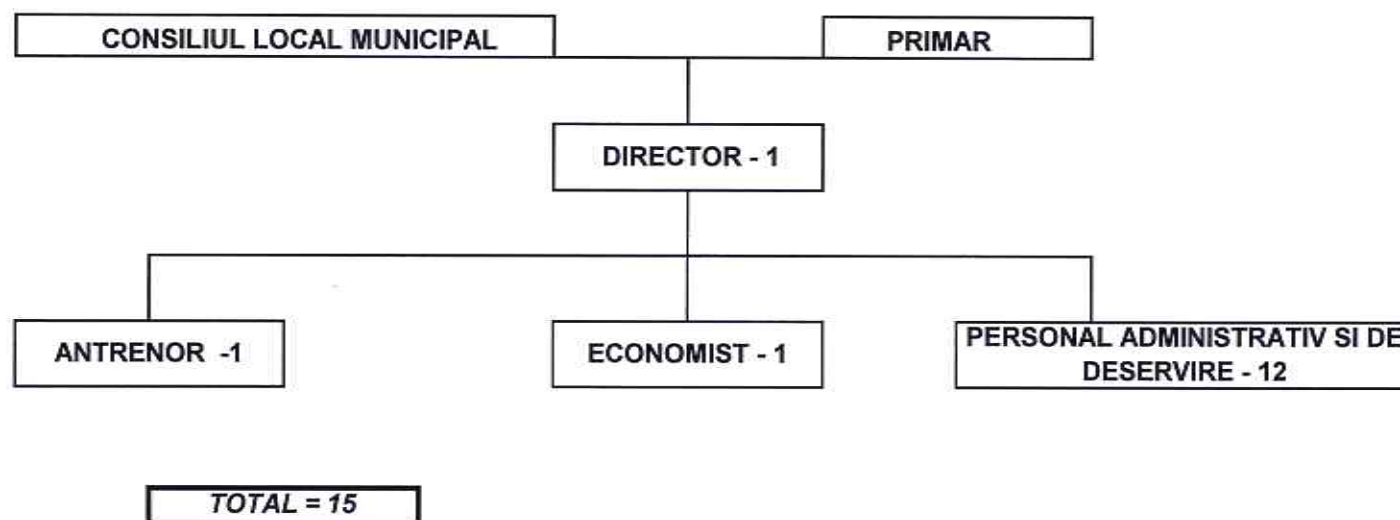 CONSILIUL LOCAL MUNICIPAL
PRIMAR
DIRECTOR - 1
ANTRENOR -1
ECONOMIST - 1
PERSONAL ADMINISTRATIV SI DE
DESERVIRE - 12
TOTAL = 15